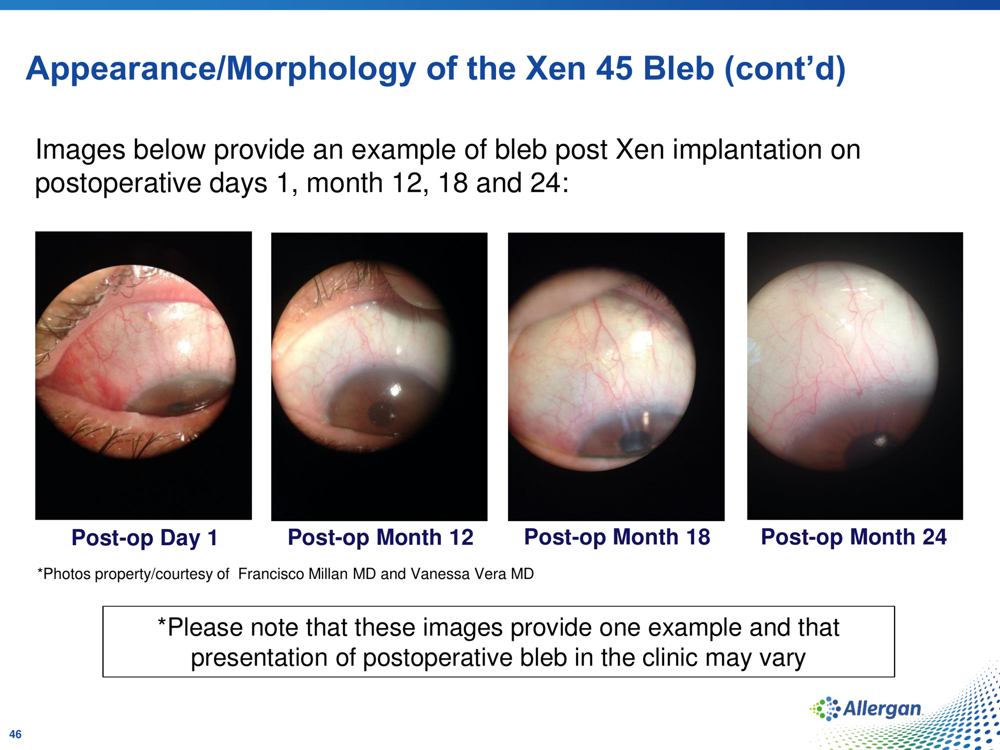 Appearance/Morphology of the Xen 45 Bleb (cont’d)
Images below provide an example of bleb post Xen implantation on
postoperative days 1, month 12, 18 and 24:
Post-op Day 1
Post-op Month 12
Post-op Month 18
Post-op Month 24
*Photos property/courtesy of  Francisco Millan MD and Vanessa Vera MD
*Please note that these images provide one example and that
presentation of postoperative bleb in the clinic may vary
Allergan
46